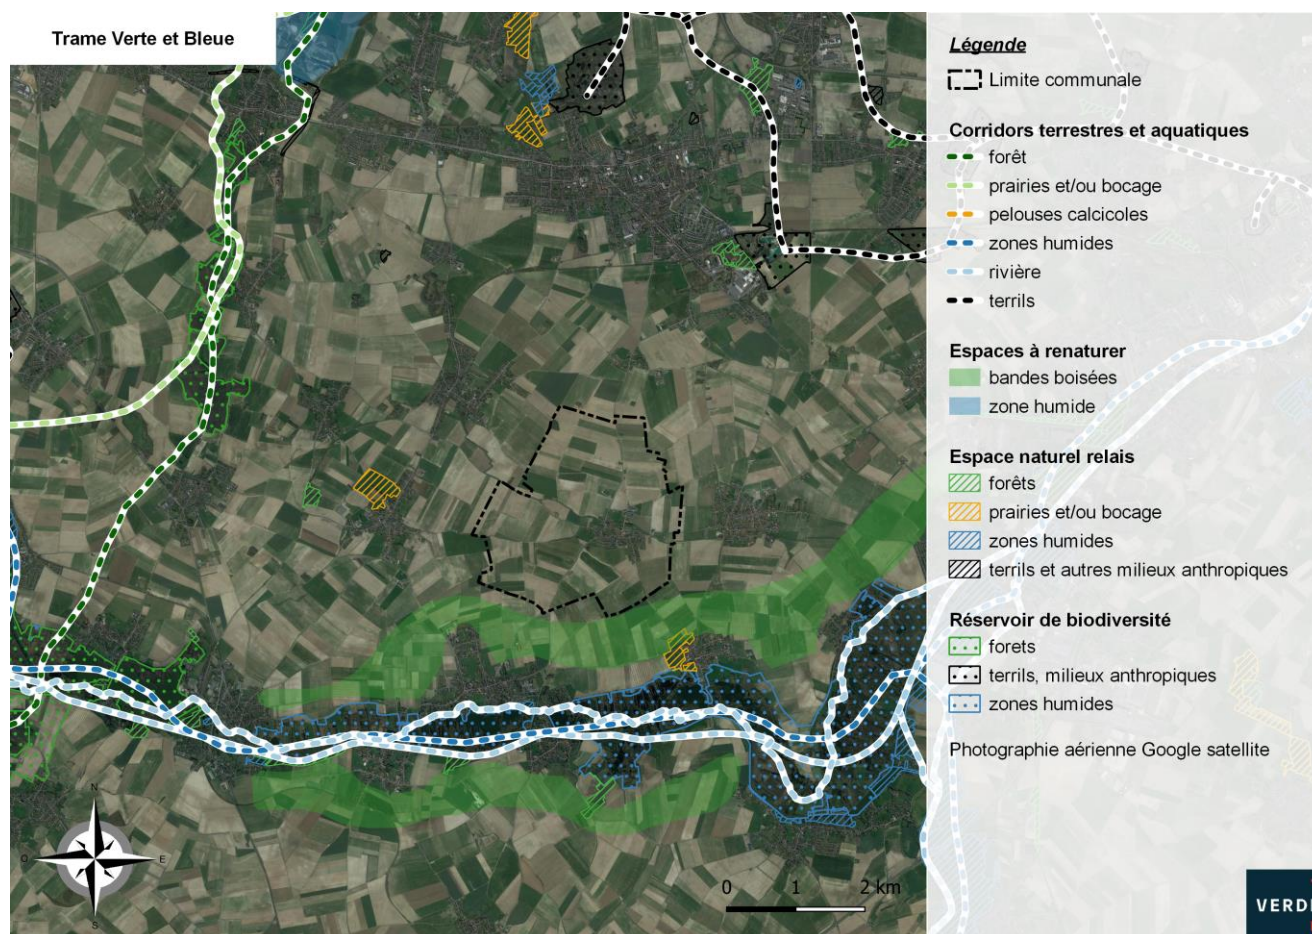 Trame Verte et Bleue
Légende
Limite communale
Corridors terrestres et aquatiques
forêt
prairies et/ou bocage
pelouses calcicoles
zones humides
rivière
terrils
Espaces à renaturer
bandes boisées
zone humide
Espace naturel relais
forêts
prairies et/ou bocage
zones humides
terrils et autres milieux anthropiques
Réservoir de biodiversité
forets
terrils, milieux anthropiques
zones humides
Photographie aérienne Google satellite
N
O
E
S
0 1 2 km
VERD